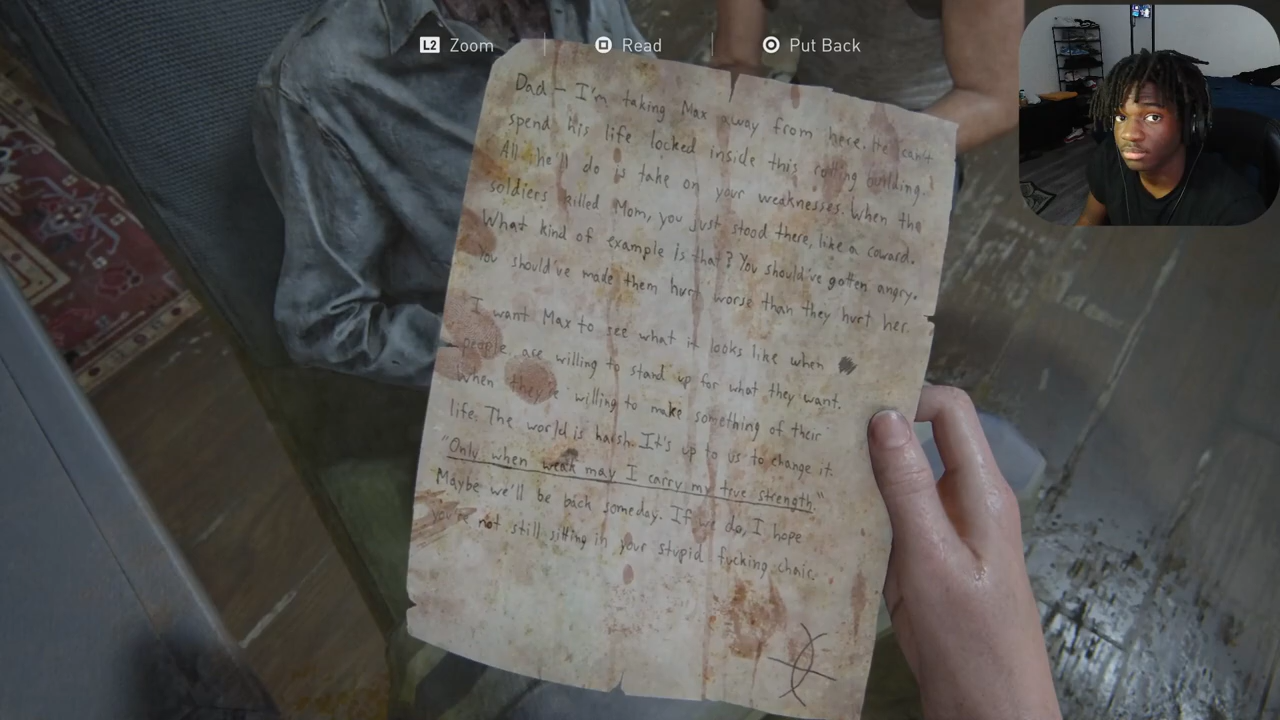 L2 Zoom Read Put Back
Dad - I'm taking Max away from here. He can't
spend his life locked inside this rolling building.
All he'll do is take on your weaknesses. When the
soldiers killed Mom, you just stood there, like a coward.
What kind of example is that? You should've gotten angry.
You should've made them hurt worse than they hurt her.
I want Max to see what it looks like when
people are willing to stand up for what they want.
When they're willing to make something of their
life. The world is harsh. It's up to us to change it.
"Only when weak may I carry my true strength."
Maybe we'll be back someday. If we do, I hope
you're not still sitting in your stupid fucking chair.